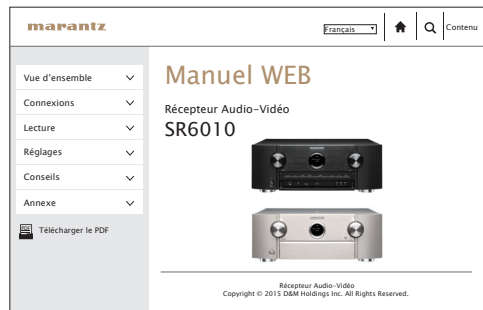 marantz
Français
Contenu
Vue d'ensemble
Connexions
Lecture
Réglages
Conseils
Annexe
Télécharger le PDF
Manuel WEB
Récepteur Audio-Vidéo
SR6010
Récepteur Audio-Vidéo
Copyright © 2015 D&M Holdings Inc. All Rights Reserved.